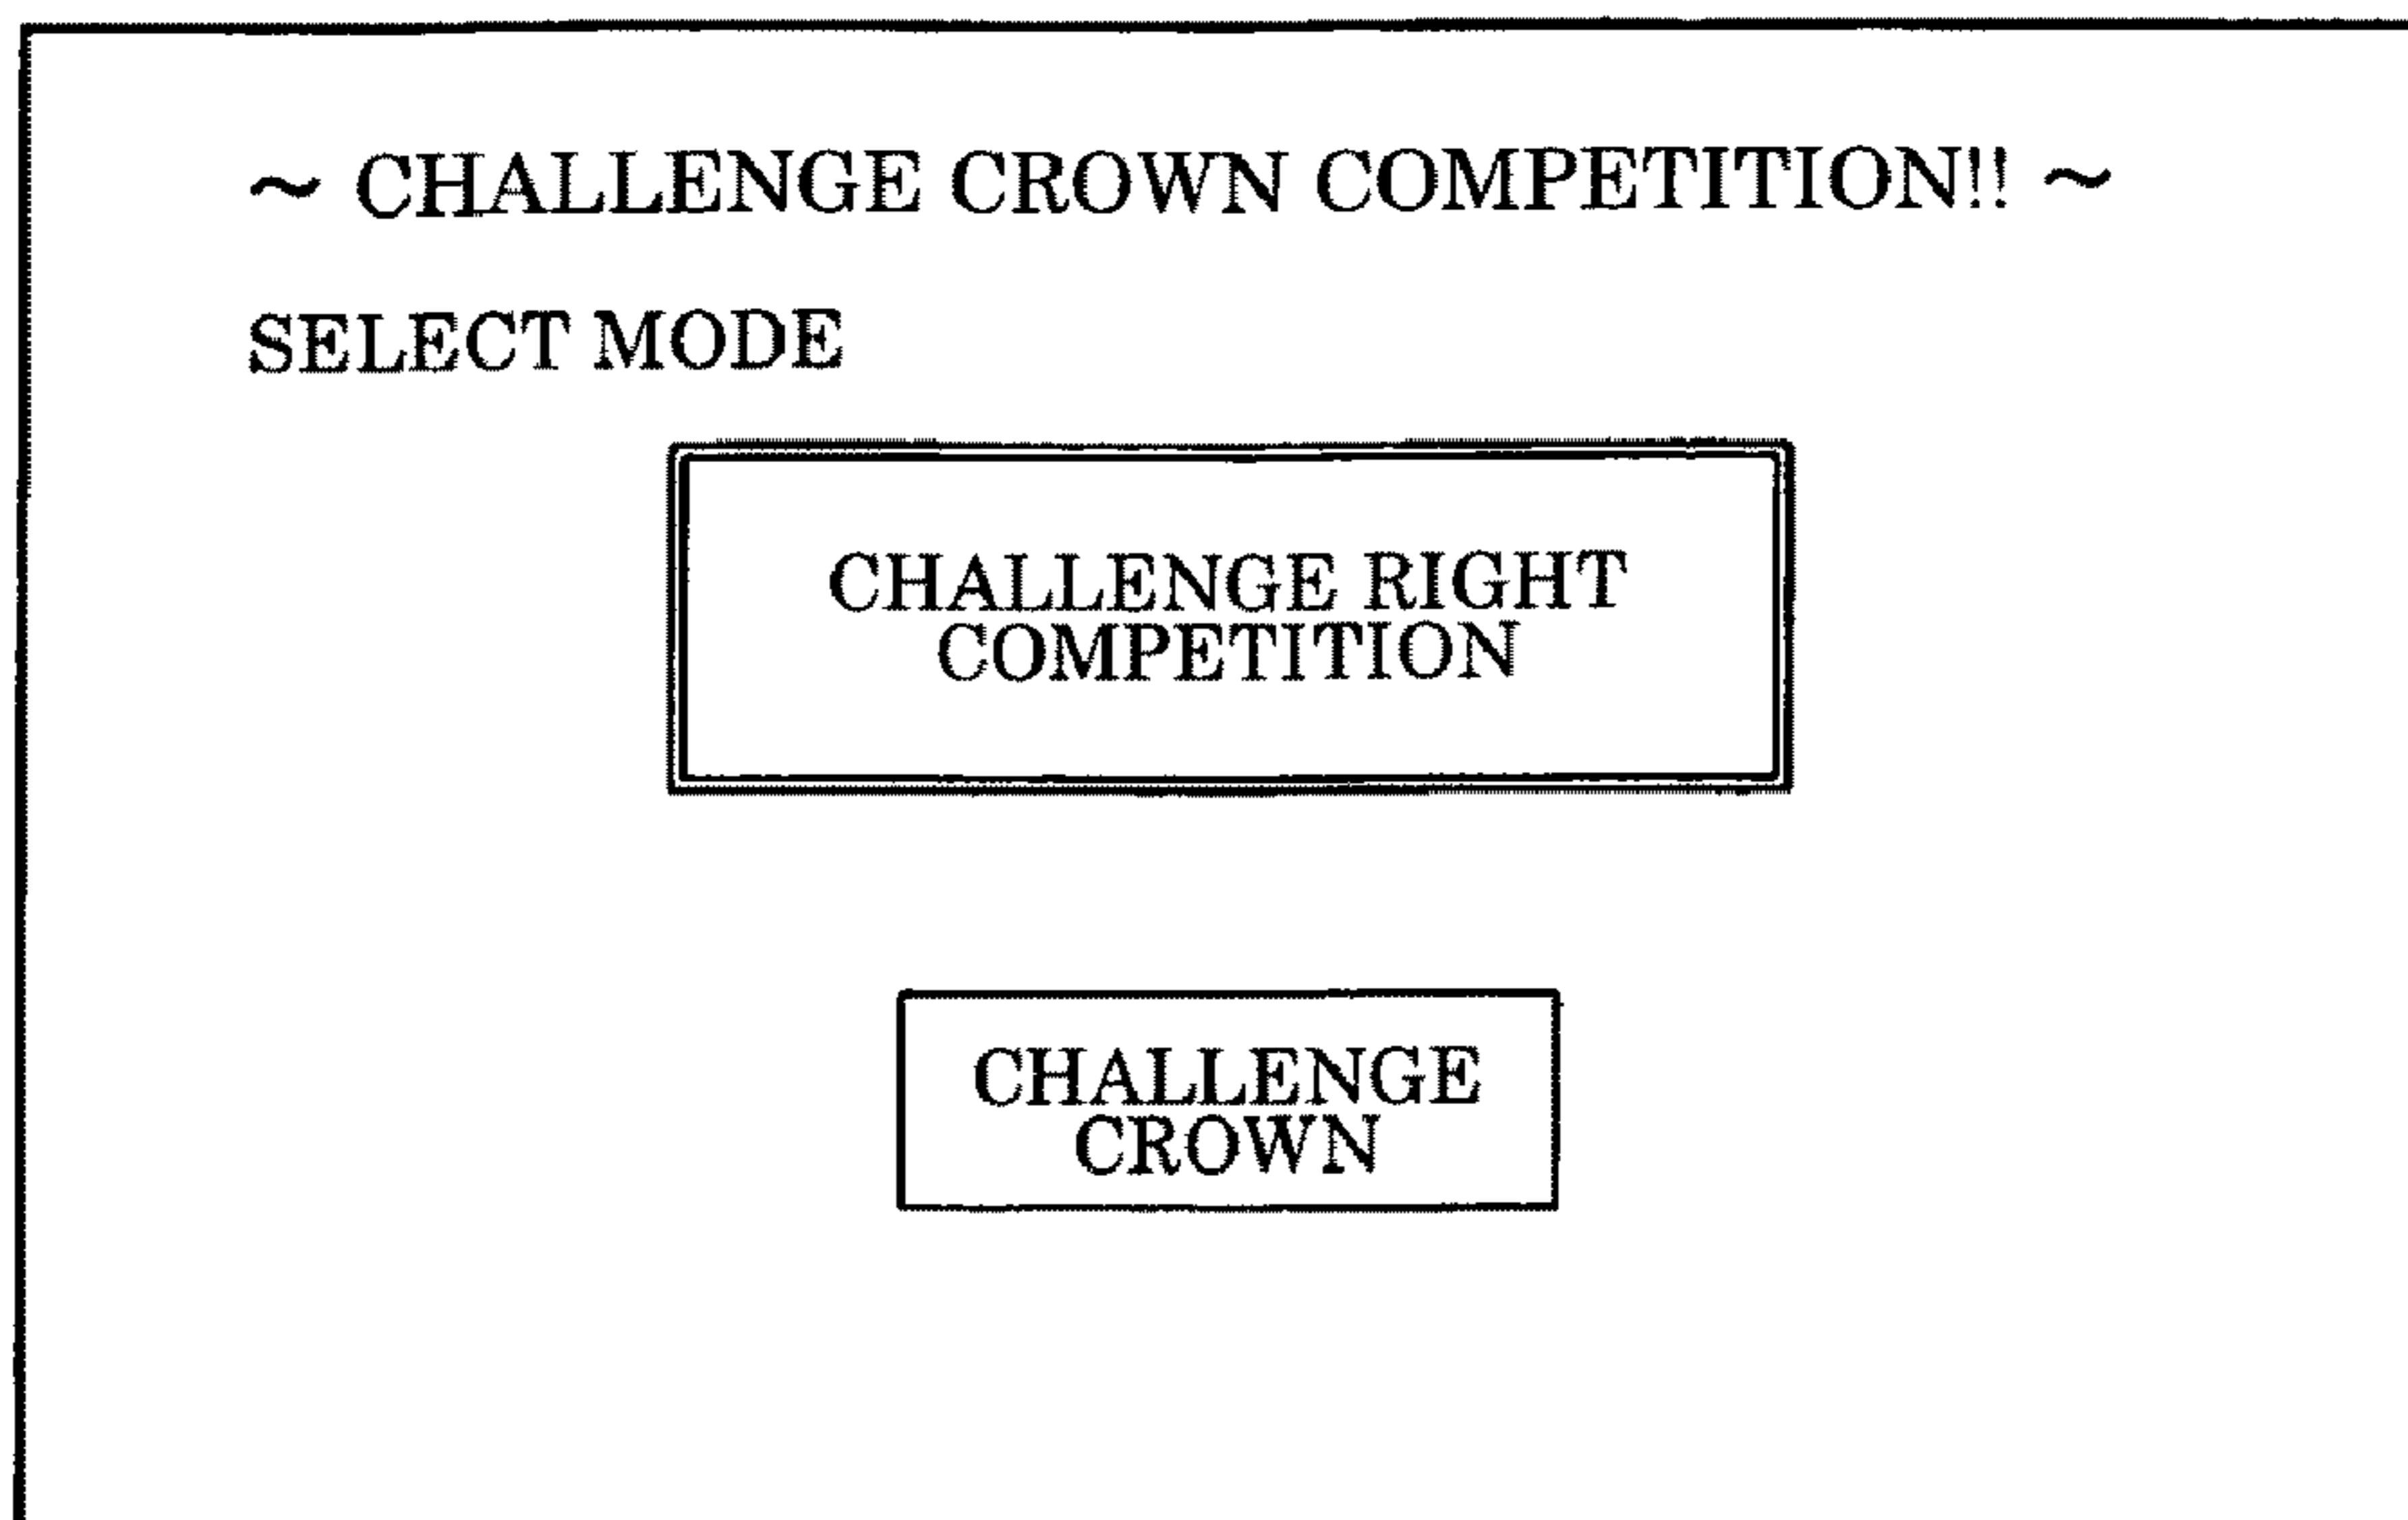 ~ CHALLENGE CROWN COMPETITION!! ~
SELECT MODE
CHALLENGE RIGHT
COMPETITION
CHALLENGE
CROWN